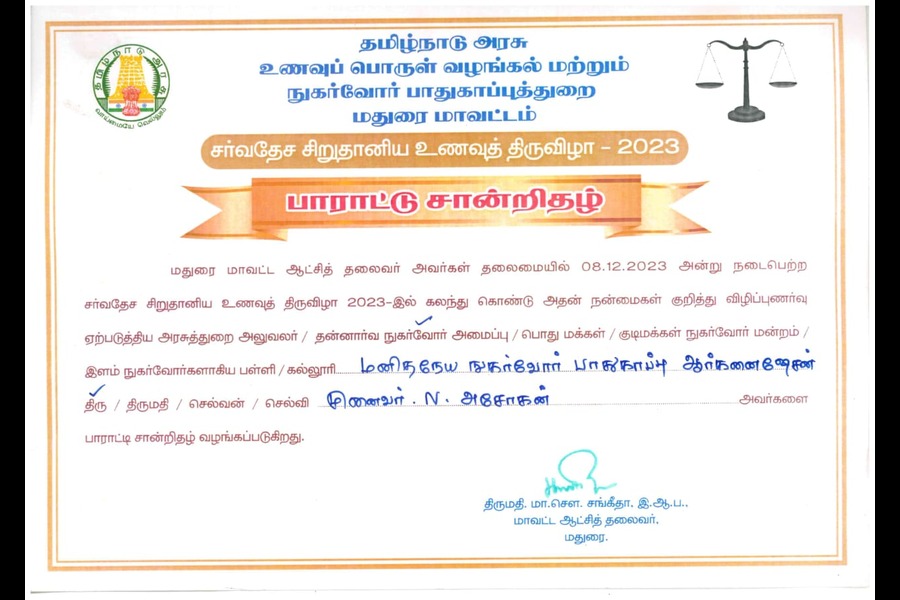 தமிழ்நாடு அரசு
உணவுப் பொருள் வழங்கல் மற்றும்
நுகர்வோர் பாதுகாப்புத்துறை
மதுரை மாவட்டம்
தமிழ்நாடு அரசு
வாய்மையே வெல்லும்
சர்வதேச சிறுதானிய உணவுத் திருவிழா - 2023
பாராட்டு சான்றிதழ்
மதுரை மாவட்ட ஆட்சித் தலைவர் அவர்கள் தலைமையில் 08.12.2023 அன்று நடைபெற்ற
சர்வதேச சிறுதானிய உணவுத் திருவிழா 2023-இல் கலந்து கொண்டு அதன் நன்மைகள் குறித்து விழிப்புணர்வு
ஏற்படுத்திய அரசுத்துறை அலுவலர் / தன்னார்வ நுகர்வோர் அமைப்பு / பொது மக்கள் / குடிமக்கள் நுகர்வோர் மன்றம் /
இளம் நுகர்வோர்களாகிய பள்ளி / கல்லூரி மனிதநேய நுகர்வோர் பாதுகாப்பு ஆர்கனைஷேசன்
திரு / திருமதி / செல்வன் / செல்வி முனைவர். N. அசோகன் அவர்களை
பாராட்டி சான்றிதழ் வழங்கப்படுகிறது.
திருமதி. மா.சௌ. சங்கீதா, இ.ஆ.ப.,
மாவட்ட ஆட்சித் தலைவர்.
மதுரை.